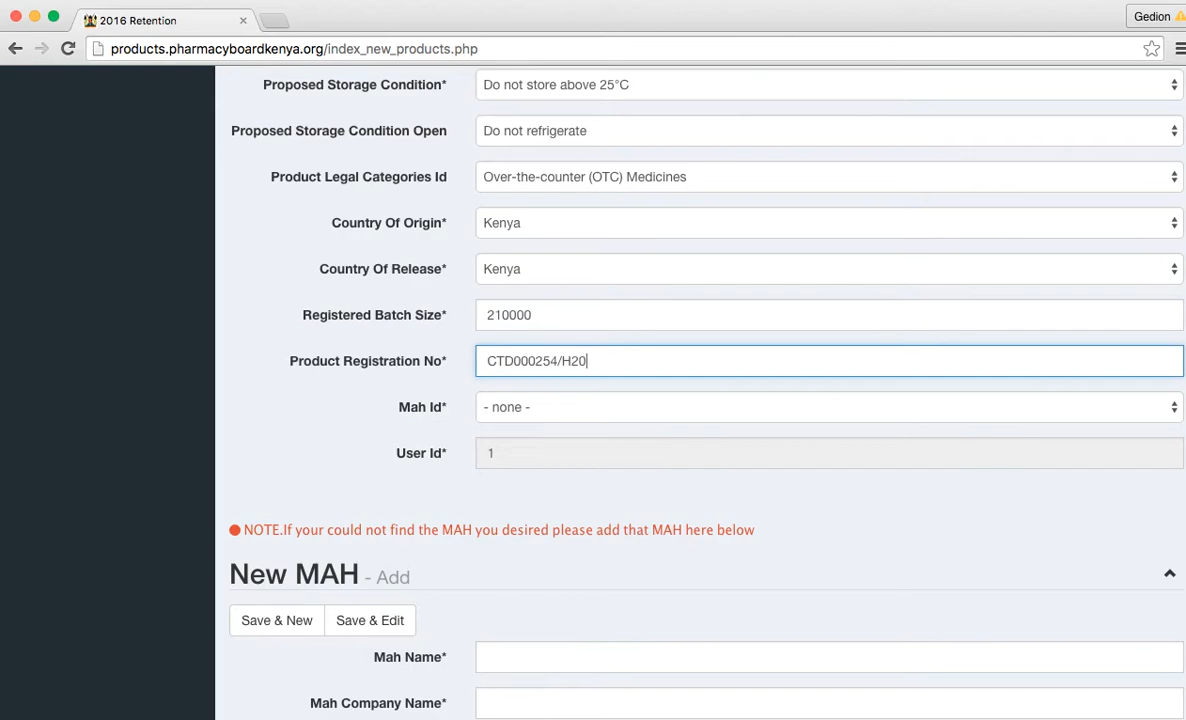 2016 Retention
Gedion
products.pharmacyboardkenya.org/index_new_products.php
Proposed Storage Condition* Do not store above 25°C
Proposed Storage Condition Open Do not refrigerate
Product Legal Categories Id Over-the-counter (OTC) Medicines
Country Of Origin* Kenya
Country Of Release* Kenya
Registered Batch Size* 210000
Product Registration No* CTD000254/H20
Mah Id* - none -
User Id* 1
NOTE.If your could not find the MAH you desired please add that MAH here below
New MAH - Add
Save & New Save & Edit
Mah Name*
Mah Company Name*